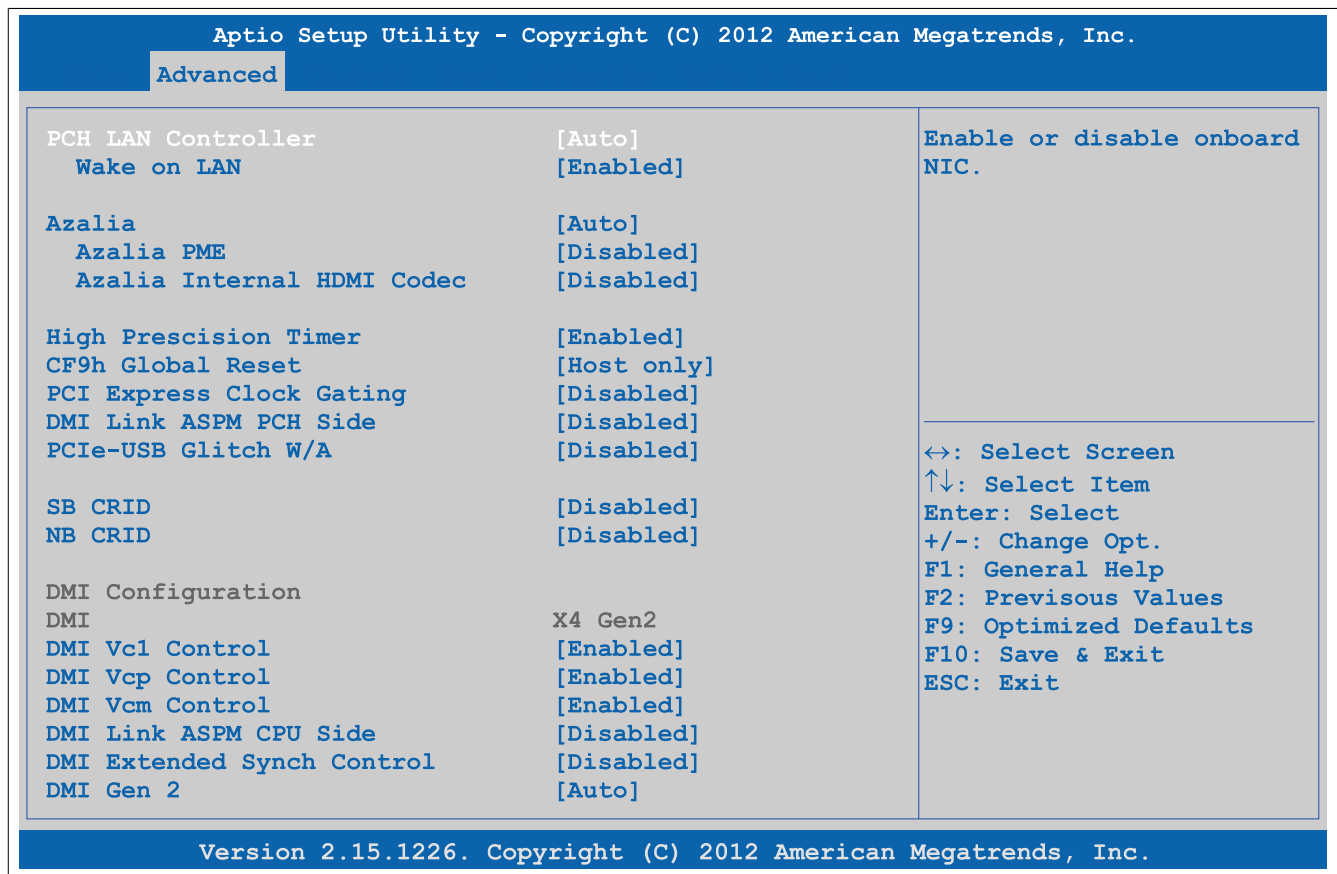 Aptio Setup Utility - Copyright (C) 2012 American Megatrends, Inc.
Advanced
PCH LAN Controller [Auto]
Wake on LAN [Enabled]
Azalia [Auto]
Azalia PME [Disabled]
Azalia Internal HDMI Codec [Disabled]
High Prescision Timer [Enabled]
CF9h Global Reset [Host only]
PCI Express Clock Gating [Disabled]
DMI Link ASPM PCH Side [Disabled]
PCIe-USB Glitch W/A [Disabled]
SB CRID [Disabled]
NB CRID [Disabled]
DMI Configuration
DMI X4 Gen2
DMI Vc1 Control [Enabled]
DMI Vcp Control [Enabled]
DMI Vcm Control [Enabled]
DMI Link ASPM CPU Side [Disabled]
DMI Extended Synch Control [Disabled]
DMI Gen 2 [Auto]
Enable or disable onboard
NIC.
↔: Select Screen
↑↓: Select Item
Enter: Select
+/-: Change Opt.
F1: General Help
F2: Previsous Values
F9: Optimized Defaults
F10: Save & Exit
ESC: Exit
Version 2.15.1226. Copyright (C) 2012 American Megatrends, Inc.